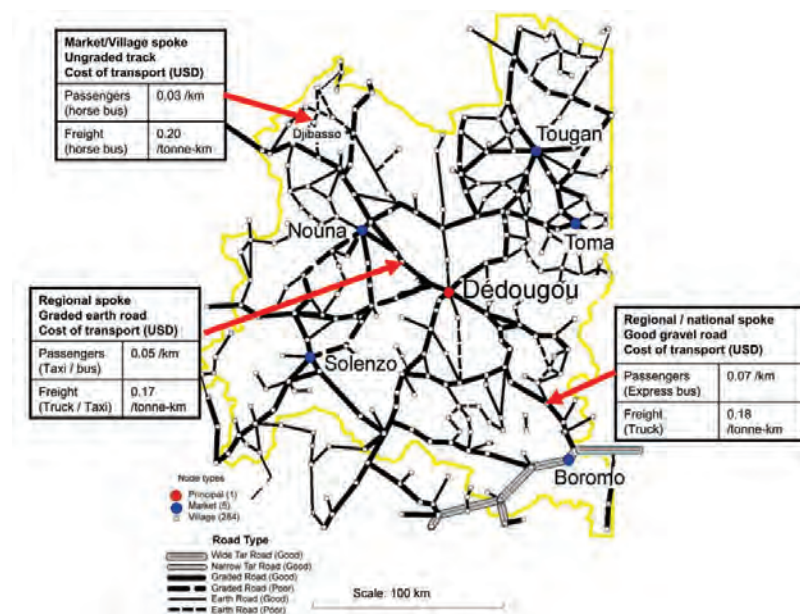 Market/Village spoke
Ungraded track
Cost of transport (USD)
Passengers 0.03 /km
(horse bus)
Freight 0.20
(horse bus) /tonne-km
Djibasso
Tougan
Nouna
Toma
Dédougou
Regional spoke
Graded earth road
Cost of transport (USD)
Passengers 0.05 /km
(Taxi / bus)
Freight 0.17
(Truck / Taxi) /tonne-km
Solenzo
Regional / national spoke
Good gravel road
Cost of transport (USD)
Passengers 0.07 /km
(Express bus)
Freight 0.18
(Truck) /tonne-km
Boromo
Node types
Principal (1)
Market (5)
Village (284)
Road Type
Wide Tar Road (Good)
Narrow Tar Road (Good)
Graded Road (Good)
Graded Road (Poor)
Earth Road (Good)
Earth Road (Poor)
Scale: 100 km